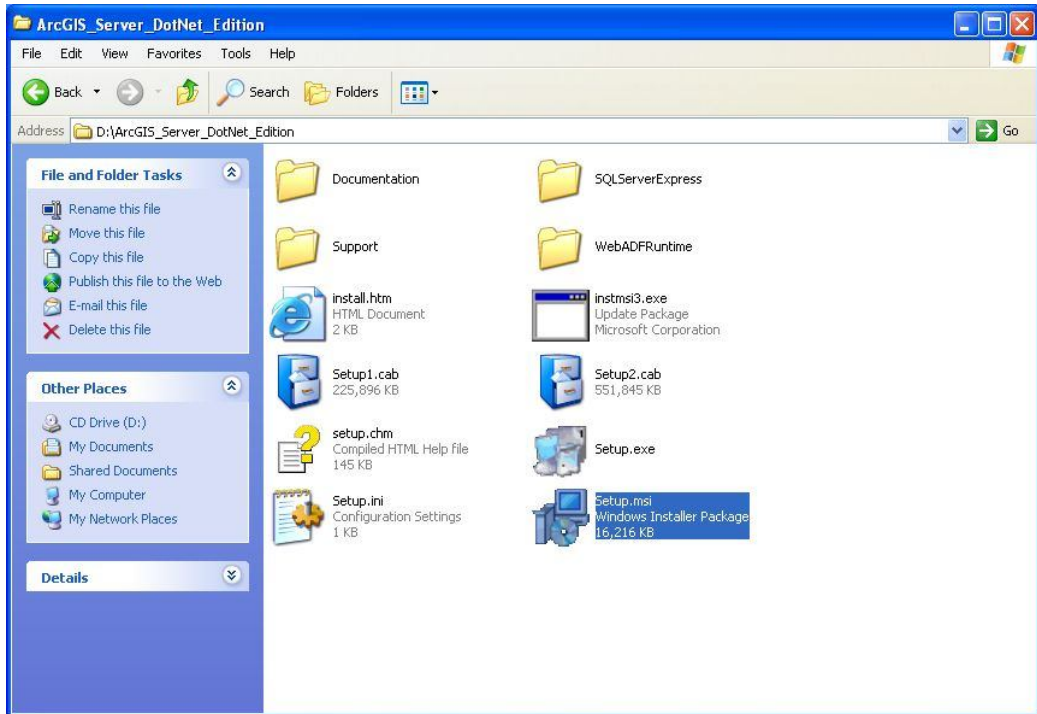 ArcGIS_Server_DotNet_Edition
File Edit View Favorites Tools Help
Back Search Folders
Address D:\ArcGIS_Server_DotNet_Edition Go
File and Folder Tasks
Rename this file
Move this file
Copy this file
Publish this file to the Web
E-mail this file
Delete this file
Other Places
CD Drive (D:)
My Documents
Shared Documents
My Computer
My Network Places
Details
Documentation
SQLServerExpress
Support
WebADFRuntime
install.htm
HTML Document
2 KB
instmsi3.exe
Update Package
Microsoft Corporation
Setup1.cab
225,896 KB
Setup2.cab
551,845 KB
setup.chm
Compiled HTML Help file
145 KB
Setup.exe
Setup.ini
Configuration Settings
1 KB
Setup.msi
Windows Installer Package
16,216 KB